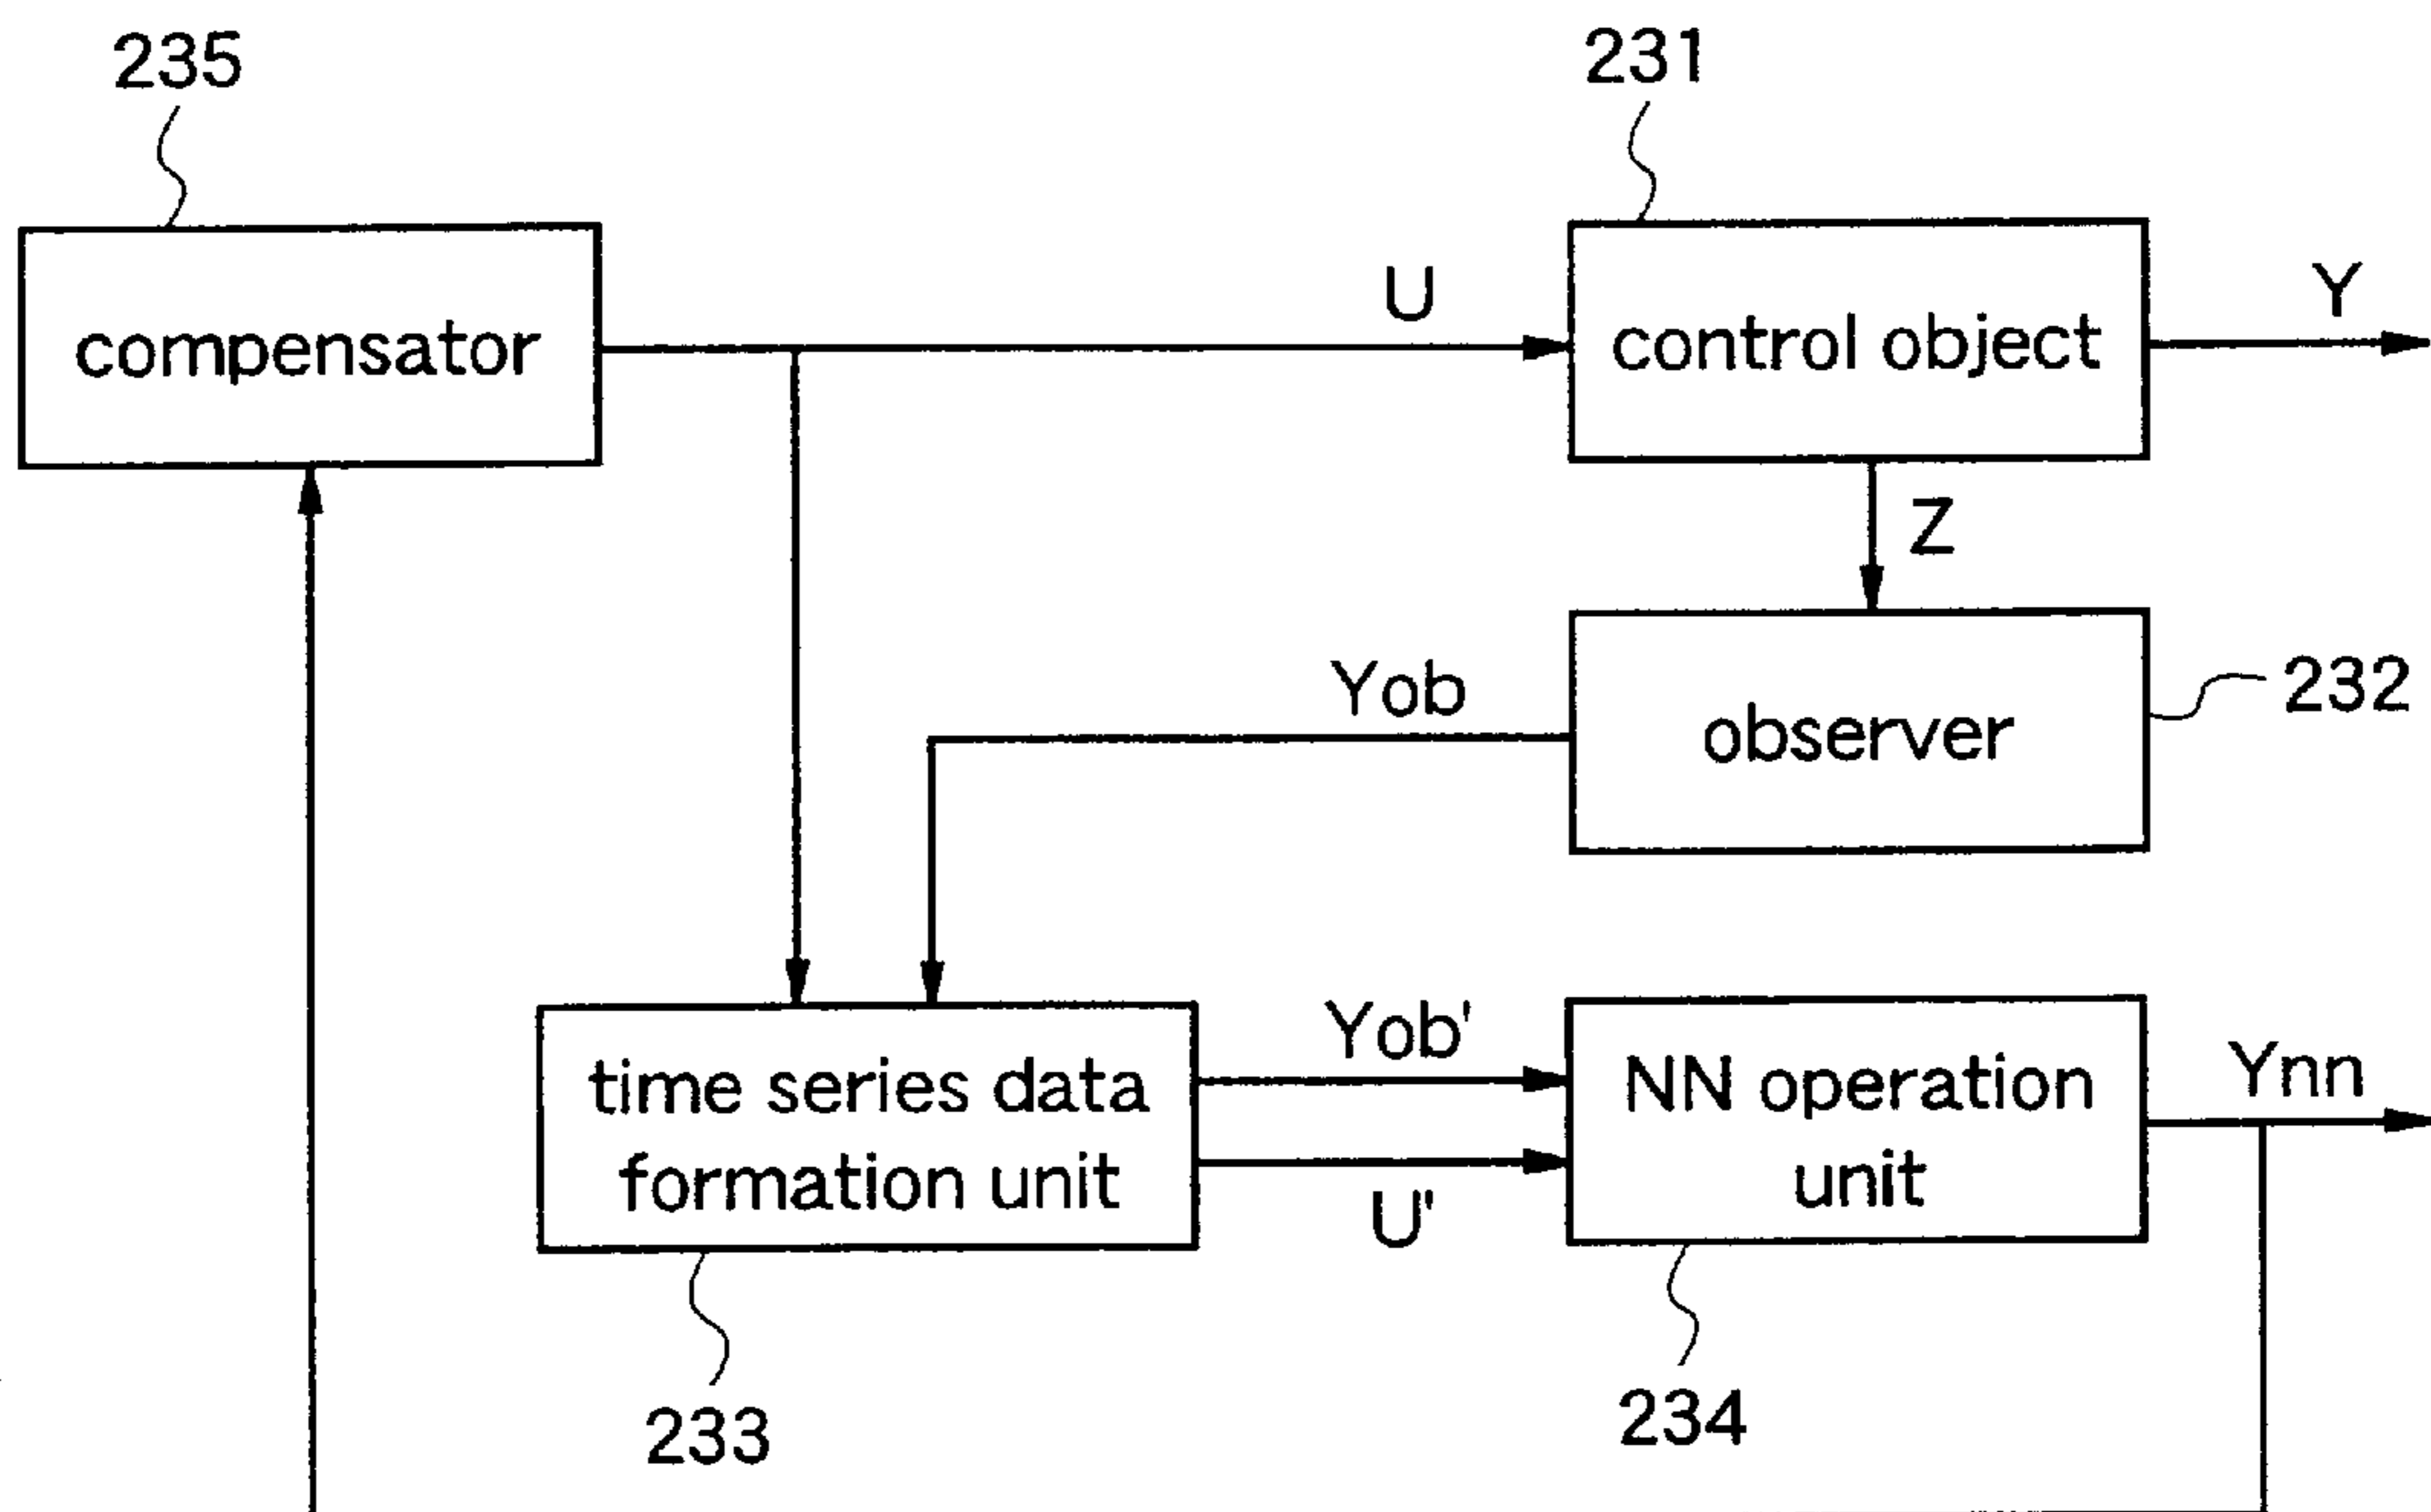 235
231
compensator
U
control object
Y
Z
Yob
observer
232
time series data
formation unit
Yob'
U'
NN operation
unit
Ynn
233
234